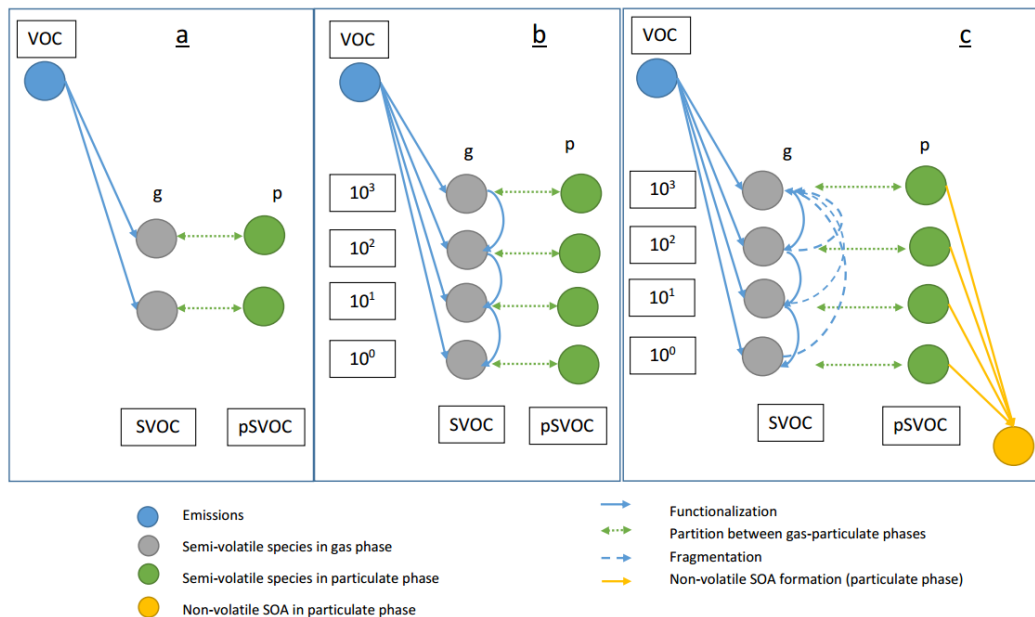 a
VOC
g
p
SVOC
pSVOC
b
VOC
g
p
10³
10²
10¹
10⁰
SVOC
pSVOC
c
VOC
g
p
10³
10²
10¹
10⁰
SVOC
pSVOC
Emissions
Semi-volatile species in gas phase
Semi-volatile species in particulate phase
Non-volatile SOA in particulate phase
Functionalization
Partition between gas-particulate phases
Fragmentation
Non-volatile SOA formation (particulate phase)